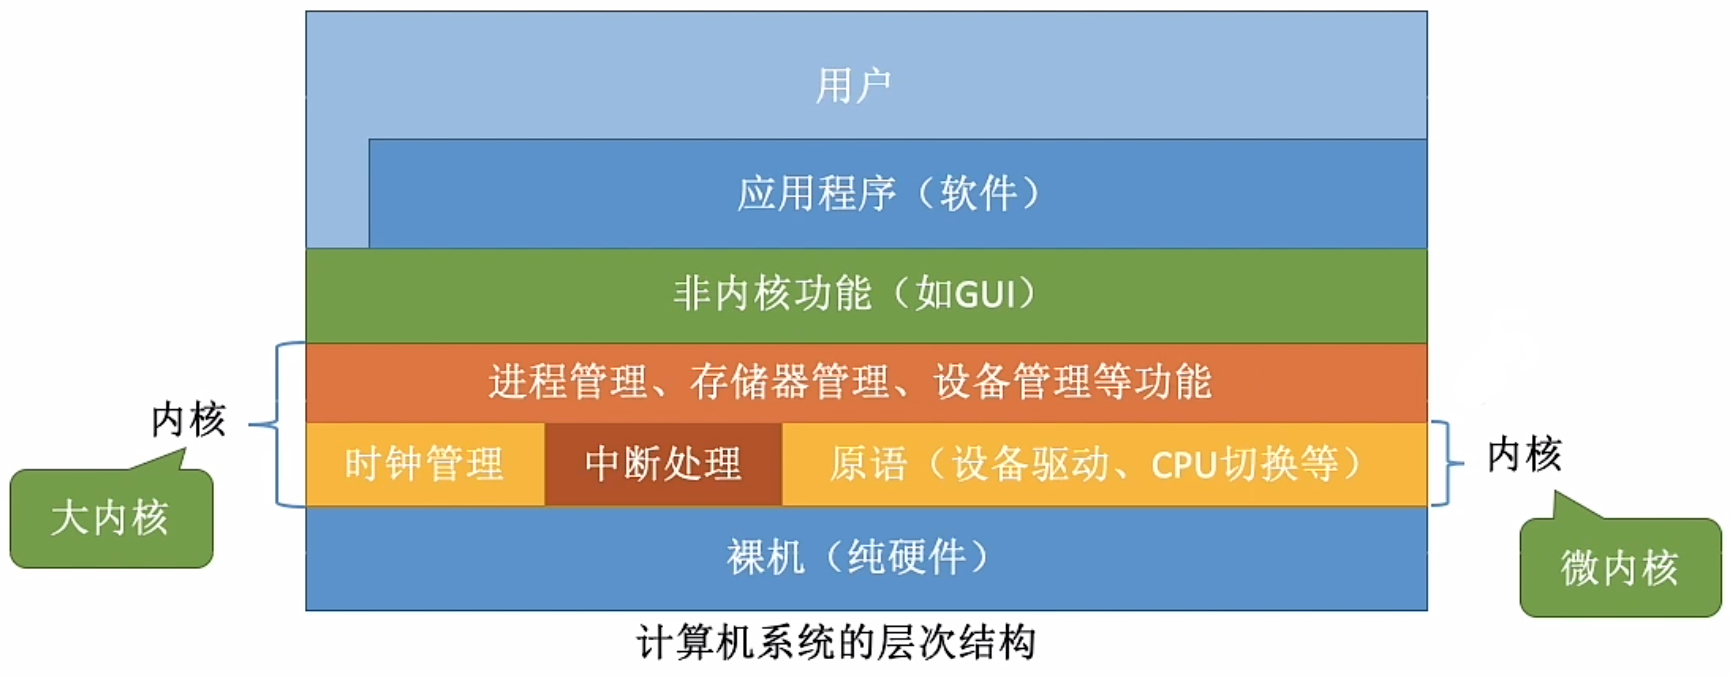 用户
应用程序（软件）
非内核功能（如GUI）
进程管理、存储器管理、设备管理等功能
内核
大内核
时钟管理
中断处理
原语（设备驱动、CPU切换等）
内核
微内核
裸机（纯硬件）
计算机系统的层次结构